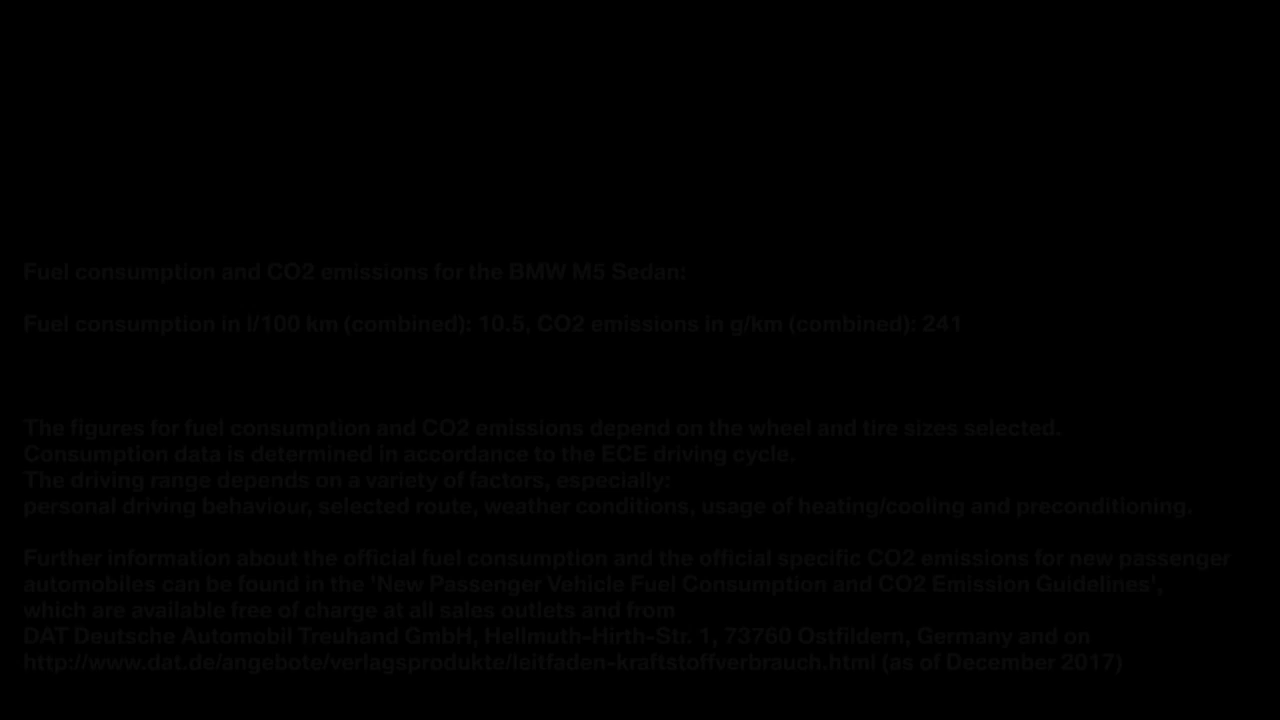 Fuel consumption and CO2 emissions for the BMW M5 Sedan:
Fuel consumption in l/100 km (combined): 10.5, CO2 emissions in g/km (combined): 241
The figures for fuel consumption and CO2 emissions depend on the wheel and tire sizes selected.
Consumption data is determined in accordance to the ECE driving cycle.
The driving range depends on a variety of factors, especially:
personal driving behaviour, selected route, weather conditions, usage of heating/cooling and preconditioning.
Further information about the official fuel consumption and the official specific CO2 emissions for new passenger
automobiles can be found in the 'New Passenger Vehicle Fuel Consumption and CO2 Emission Guidelines',
which are available free of charge at all sales outlets and from
DAT Deutsche Automobil Treuhand GmbH, Hellmuth-Hirth-Str. 1, 73760 Ostfildern, Germany and on
http://www.dat.de/angebote/verlagsprodukte/leitfaden-kraftstoffverbrauch.html (as of December 2017)